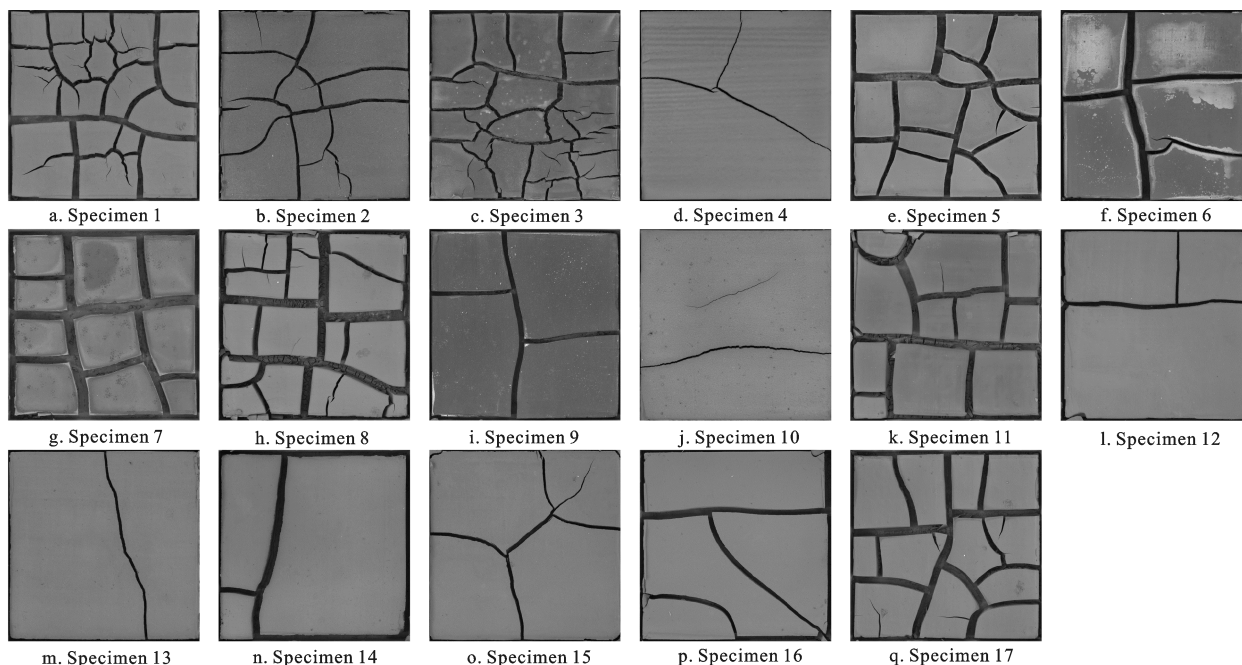 a. Specimen 1
b. Specimen 2
c. Specimen 3
d. Specimen 4
e. Specimen 5
f. Specimen 6
g. Specimen 7
h. Specimen 8
i. Specimen 9
j. Specimen 10
k. Specimen 11
l. Specimen 12
m. Specimen 13
n. Specimen 14
o. Specimen 15
p. Specimen 16
q. Specimen 17